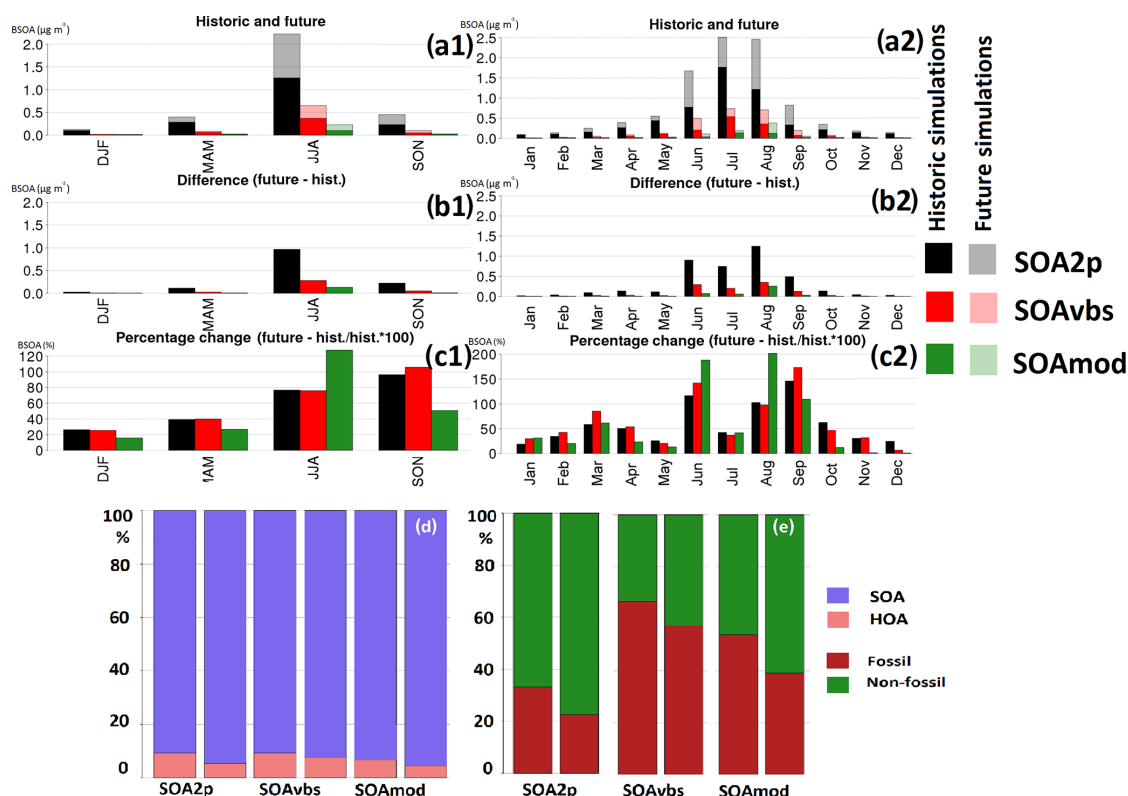 Historic and future
BSOA (µg m⁻³)
(a1)
2.0
1.5
1.0
0.5
0.0
DJF
MAM
JJA
SON
Difference (future - hist.)
BSOA (µg m⁻³)
(b1)
2.0
1.5
1.0
0.5
0.0
DJF
MAM
JJA
SON
Percentage change (future - hist./hist.*100)
BSOA (%)
(c1)
120
100
80
60
40
20
DJF
MAM
JJA
SON
Historic and future
BSOA (µg m⁻³)
(a2)
2.5
2.0
1.5
1.0
0.5
0.0
Jan
Feb
Mar
Apr
May
Jun
Jul
Aug
Sep
Oct
Nov
Dec
Difference (future - hist.)
BSOA (µg m⁻³)
(b2)
2.5
2.0
1.5
1.0
0.5
0.0
Jan
Feb
Mar
Apr
May
Jun
Jul
Aug
Sep
Oct
Nov
Dec
Percentage change (future - hist./hist.*100)
BSOA (%)
(c2)
200
150
100
50
0
Jan
Feb
Mar
Apr
May
Jun
Jul
Aug
Sep
Oct
Nov
Dec
Historic simulations
Future simulations
SOA2p
SOAvbs
SOAmod
100
%
80
60
40
20
0
(d)
SOA2p
SOAvbs
SOAmod
100
%
80
60
40
20
0
(e)
SOA2p
SOAvbs
SOAmod
SOA
HOA
Fossil
Non-fossil